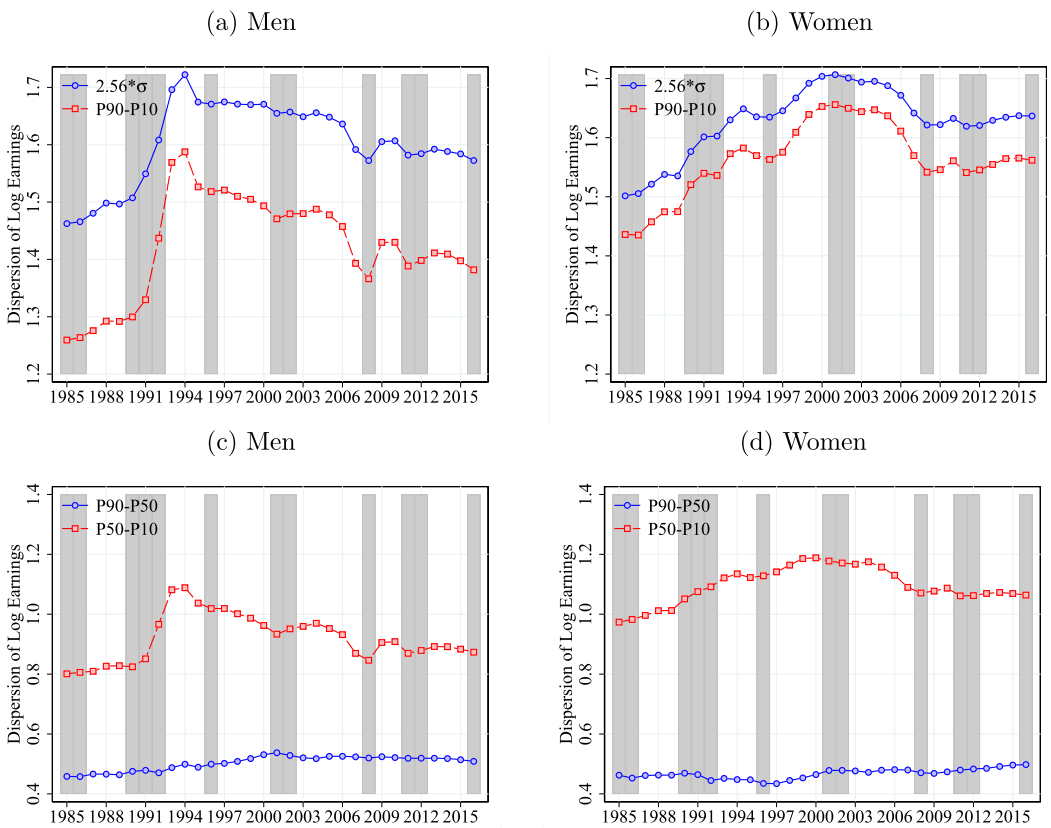 (a) Men
Dispersion of Log Earnings
1.2 1.3 1.4 1.5 1.6 1.7
2.56*σ
P90-P10
1985 1988 1991 1994 1997 2000 2003 2006 2009 2012 2015
(b) Women
Dispersion of Log Earnings
1.2 1.3 1.4 1.5 1.6 1.7
2.56*σ
P90-P10
1985 1988 1991 1994 1997 2000 2003 2006 2009 2012 2015
(c) Men
Dispersion of Log Earnings
0.4 0.6 0.8 1.0 1.2 1.4
P90-P50
P50-P10
1985 1988 1991 1994 1997 2000 2003 2006 2009 2012 2015
(d) Women
Dispersion of Log Earnings
0.4 0.6 0.8 1.0 1.2 1.4
P90-P50
P50-P10
1985 1988 1991 1994 1997 2000 2003 2006 2009 2012 2015